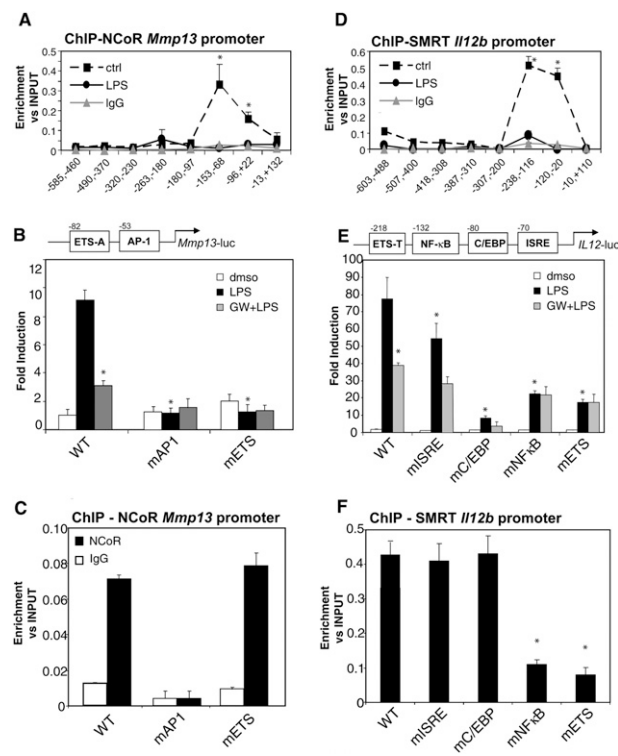 A
ChIP-NCoR Mmp13 promoter
Enrichment
vs INPUT
0.5
0.4
0.3
0.2
0.1
0
ctrl
LPS
IgG
*
*
-585,-460
-490,-370
-320,-230
-263,-180
-180,-97
-153,-68
-96,+22
-13,+132
D
ChIP-SMRT Il12b promoter
Enrichment
vs INPUT
0.6
0.5
0.4
0.3
0.2
0.1
0
ctrl
LPS
IgG
*
*
-603,-488
-507,-400
-418,-308
-387,-310
-307,-200
-238,-116
-120,-20
-10,+110
B
-82
-53
ETS-A
AP-1
Mmp13-luc
Fold Induction
12
10
8
6
4
2
0
dmso
LPS
GW+LPS
*
*
*
WT
mAP1
mETS
E
-218
-132
-80
-70
ETS-T
NF-κB
C/EBP
ISRE
IL12-luc
Fold Induction
100
90
80
70
60
50
40
30
20
10
0
dmso
LPS
GW+LPS
*
*
*
*
*
WT
mISRE
mC/EBP
mNFκB
mETS
C
ChIP - NCoR Mmp13 promoter
Enrichment
vs INPUT
0.10
0.08
0.06
0.04
0.02
0.00
NCoR
IgG
WT
mAP1
mETS
F
ChIP - SMRT Il12b promoter
Enrichment
vs INPUT
0.5
0.4
0.3
0.2
0.1
0
*
*
WT
mISRE
mC/EBP
mNFκB
mETS